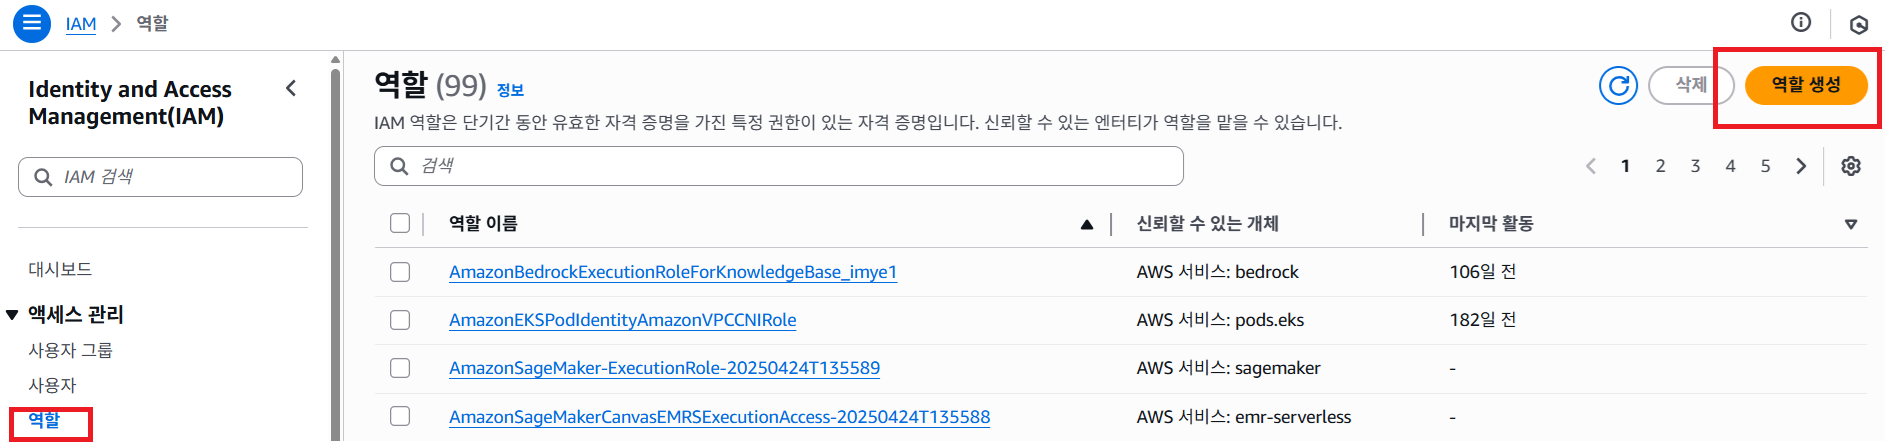 IAM > 역할
Identity and Access
Management(IAM)
IAM 검색
대시보드
액세스 관리
사용자 그룹
사용자
역할
역할 (99) 정보
삭제
역할 생성
IAM 역할은 단기간 동안 유효한 자격 증명을 가진 특정 권한이 있는 자격 증명입니다. 신뢰할 수 있는 엔터티가 역할을 맡을 수 있습니다.
검색
1 2 3 4 5
역할 이름 신뢰할 수 있는 개체 마지막 활동
AmazonBedrockExecutionRoleForKnowledgeBase_imye1 AWS 서비스: bedrock 106일 전
AmazonEKSPodIdentityAmazonVPCCNIRole AWS 서비스: pods.eks 182일 전
AmazonSageMaker-ExecutionRole-20250424T135589 AWS 서비스: sagemaker -
AmazonSageMakerCanvasEMRSExecutionAccess-20250424T135588 AWS 서비스: emr-serverless -